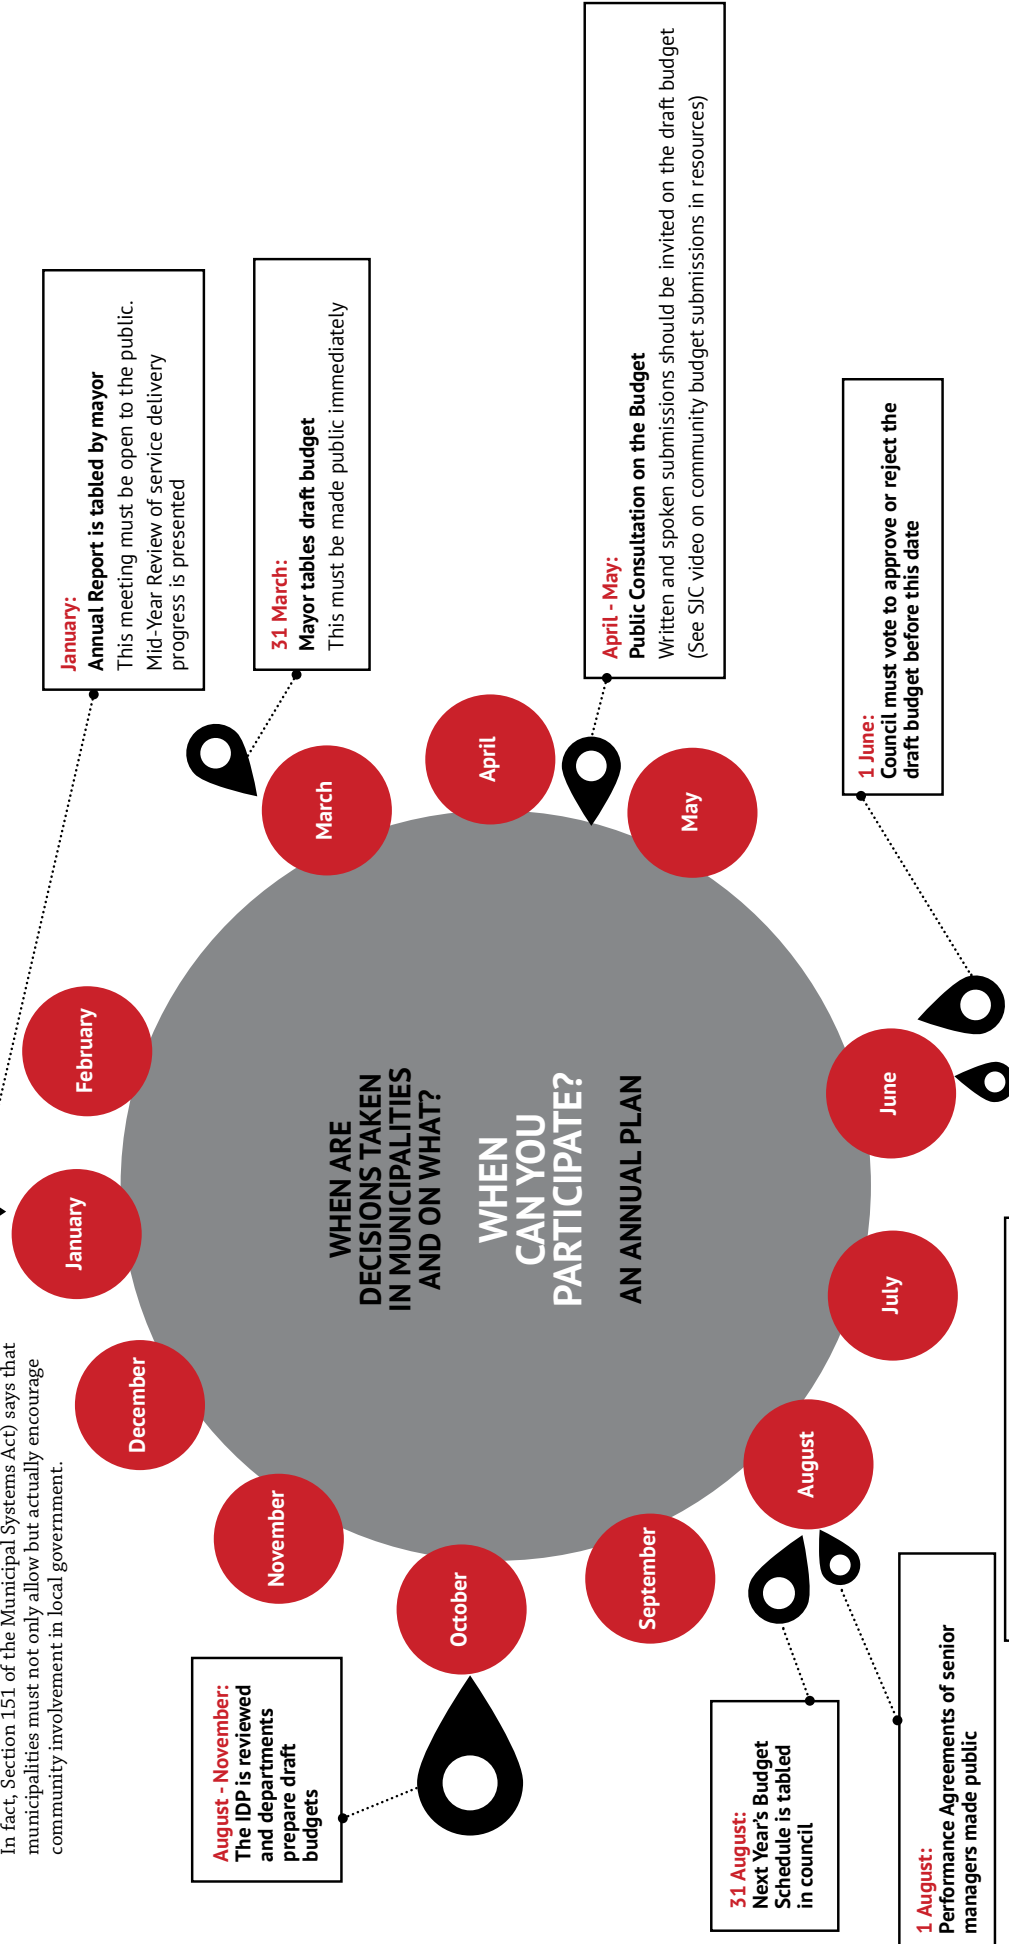 In fact, Section 151 of the Municipal Systems Act) says that
municipalities must not only allow but actually encourage
community involvement in local government.
January:
Annual Report is tabled by mayor
This meeting must be open to the public.
Mid-Year Review of service delivery
progress is presented
31 March:
Mayor tables draft budget
This must be made public immediately
April - May:
Public Consultation on the Budget
Written and spoken submissions should be invited on the draft budget
(See SJC video on community budget submissions in resources)
1 June:
Council must vote to approve or reject the
draft budget before this date
August - November:
The IDP is reviewed
and departments
prepare draft
budgets
31 August:
Next Year's Budget
Schedule is tabled
in council
1 August:
Performance Agreements of senior
managers made public
January
February
March
April
May
June
July
August
September
October
November
December
WHEN ARE
DECISIONS TAKEN
IN MUNICIPALITIES
AND ON WHAT?
WHEN
CAN YOU
PARTICIPATE?
AN ANNUAL PLAN